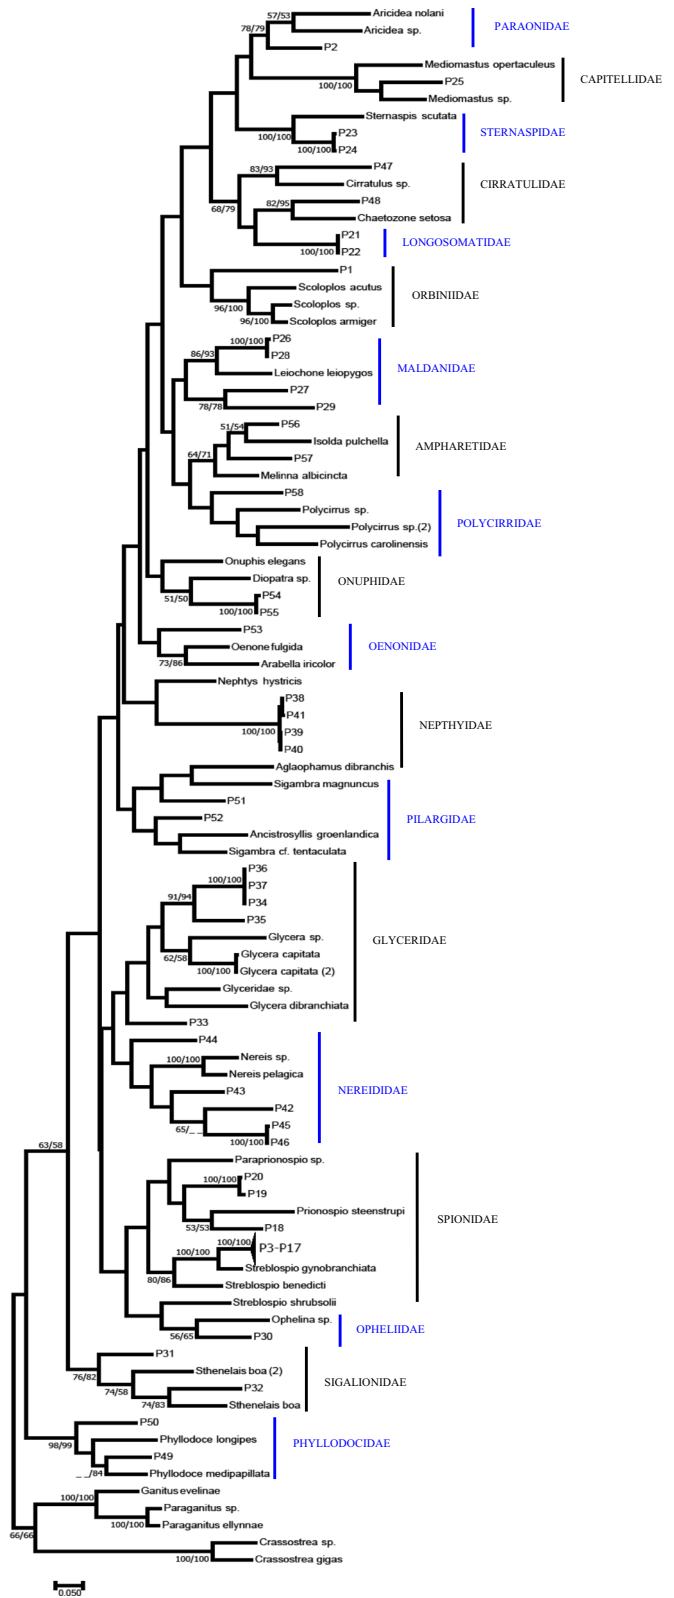 57/53
Aricidea nolani
PARAONIDAE
78/79
Aricidea sp.
P2
Mediomastus opertaculeus
100/100
P25
CAPITELLIDAE
Mediomastus sp.
Sternaspis scutata
100/100
P23
STERNASPIDAE
100/100
P24
83/93
P47
Cirratulus sp.
CIRRATULIDAE
68/79
82/95
P48
Chaetozone setosa
P21
LONGOSOMATIDAE
100/100
P22
P1
Scoloplos acutus
ORBINIIDAE
96/100
Scoloplos sp.
96/100
Scoloplos armiger
100/100
P26
86/93
P28
MALDANIDAE
Leiochone leiopygos
P27
78/78
P29
51/54
P56
Isolda pulchella
AMPHARETIDAE
64/71
P57
Melinna albicincta
P58
Polycirrus sp.
POLYCIRRIDAE
Polycirrus sp.(2)
Polycirrus carolinensis
Onuphis elegans
Diopatra sp.
ONUPHIDAE
51/50
P54
100/100
P55
P53
Oenone fulgida
OENONIDAE
73/86
Arabella iricolor
Nephtys hystricis
P38
P41
NEPTHYIDAE
100/100
P39
P40
Aglaophamus dibranchis
Sigambra magnuncus
P51
PILARGIDAE
P52
Ancistrosyllis groenlandica
Sigambra cf. tentaculata
P36
100/100
P37
91/94
P34
P35
GLYCERIDAE
Glycera sp.
62/58
Glycera capitata
100/100
Glycera capitata (2)
Glyceridae sp.
Glycera dibranchiata
P33
P44
100/100
Nereis sp.
Nereis pelagica
NEREIDIDAE
P43
P42
65/_ _
P45
100/100
P46
63/58
Paraprionospio sp.
100/100
P20
P19
Prionospio steenstrupi
SPIONIDAE
53/53
P18
100/100
P3-P17
100/100
Streblospio gynobranchiata
80/86
Streblospio benedicti
Streblospio shrubsolii
Ophelina sp.
OPHELIIDAE
56/65
P30
P31
76/82
Sthenelais boa (2)
SIGALIONIDAE
74/58
P32
74/83
Sthenelais boa
P50
98/99
Phyllodoce longipes
PHYLLODOCIDAE
P49
_ _/84
Phyllodoce medipapillata
Ganitus evelinae
100/100
Paraganitus sp.
100/100
Paraganitus ellynnae
66/66
Crassostrea sp.
100/100
Crassostrea gigas
0.050